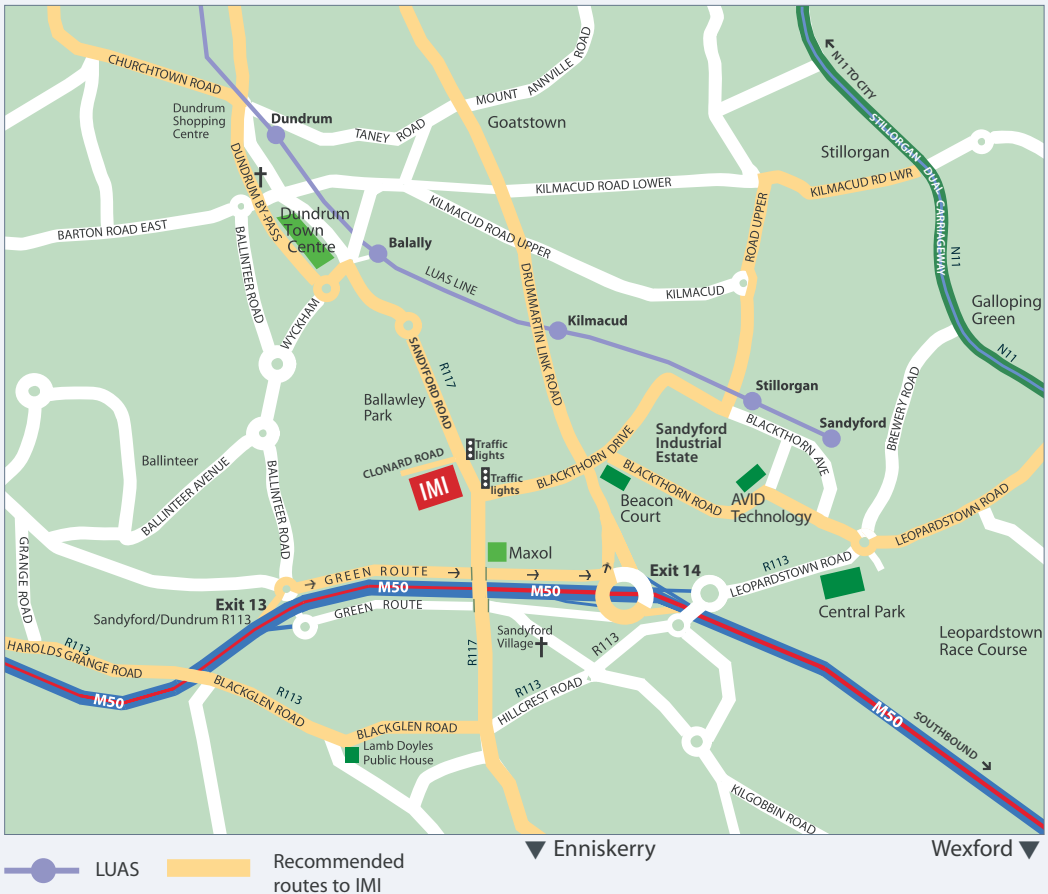 CHURCHTOWN ROAD
MOUNT ANNVILLE ROAD
N11 TO CITY
Dundrum
Shopping
Centre
Dundrum
TANEY ROAD
Goatstown
STILLORGAN DUAL CARRIAGEWAY
Stillorgan
DUNDRUM BY-PASS
KILMACUD ROAD LOWER
KILMACUD RD LWR
BARTON ROAD EAST
Dundrum
Town
Centre
KILMACUD ROAD UPPER
ROAD UPPER
N11
BALLINTEER ROAD
Balally
LUAS LINE
KILMACUD
WYCKHAM
DRUMMARTIN LINK ROAD
Kilmacud
Galloping
Green
N11
SANDYFORD ROAD
R117
Ballawley
Park
Stillorgan
Sandyford
BREWERY ROAD
BLACKTHORN AVE
Sandyford
Industrial
Estate
Ballinteer
BALLINTEER AVENUE
BALLINTEER ROAD
CLONARD ROAD
Traffic
lights
Traffic
lights
IMI
BLACKTHORN DRIVE
BLACKTHORN ROAD
Beacon
Court
AVID
Technology
LEOPARDSTOWN ROAD
GRANGE ROAD
Maxol
GREEN ROUTE
Exit 14
R113
LEOPARDSTOWN ROAD
M50
M50
Exit 13
Sandyford/Dundrum R113
GREEN ROUTE
Central Park
Sandyford
Village
R113
R117
Leopardstown
Race Course
R113
HAROLDS GRANGE ROAD
M50
R113
BLACKGLEN ROAD
R113
HILLCREST ROAD
BLACKGLEN ROAD
M50
SOUTHBOUND
Lamb Doyles
Public House
KILGOBBIN ROAD
Enniskerry
Wexford
LUAS
Recommended
routes to IMI